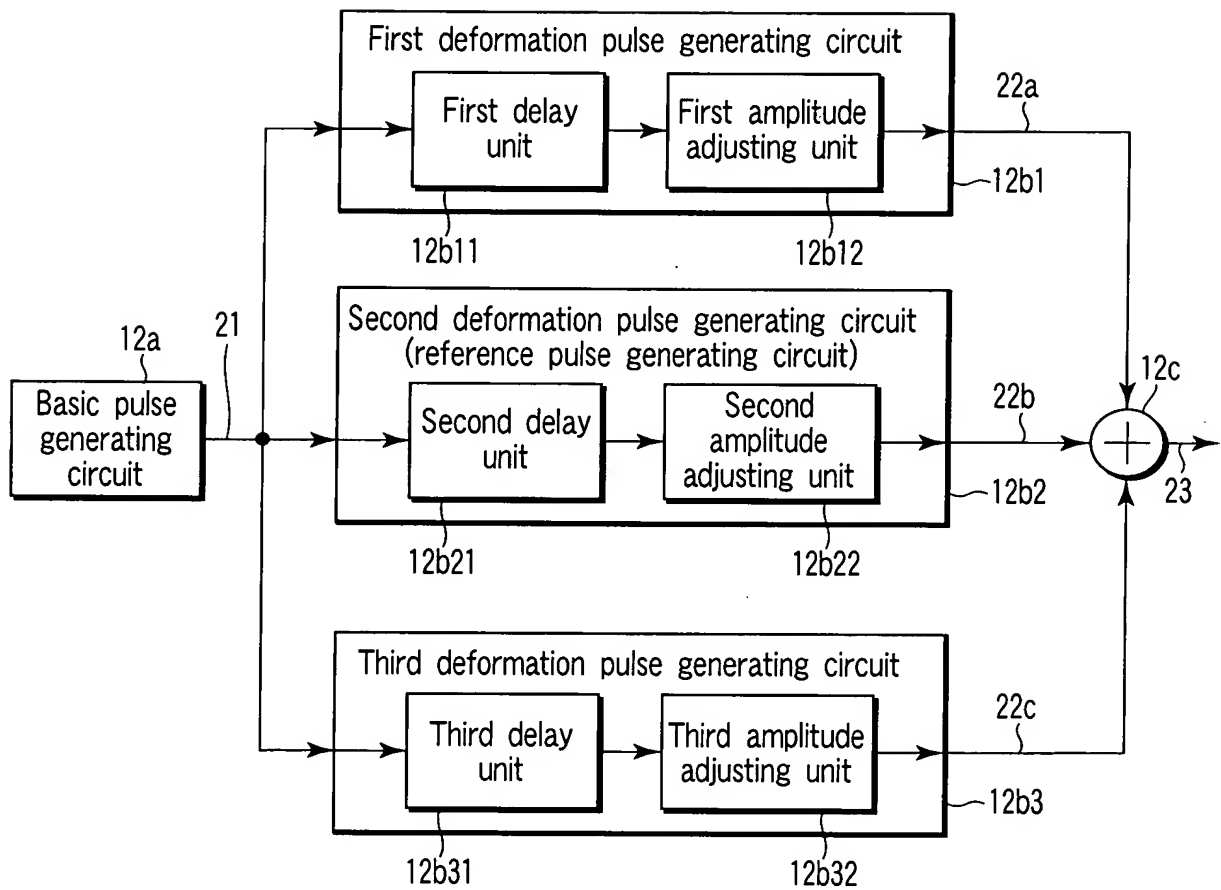 First deformation pulse generating circuit
First delay
unit
First amplitude
adjusting unit
22a
12b1
12b11
12b12
Second deformation pulse generating circuit
(reference pulse generating circuit)
12a
21
Basic pulse
generating
circuit
Second delay
unit
Second
amplitude
adjusting unit
22b
12c
+
23
12b2
12b21
12b22
Third deformation pulse generating circuit
Third delay
unit
Third amplitude
adjusting unit
22c
12b3
12b31
12b32